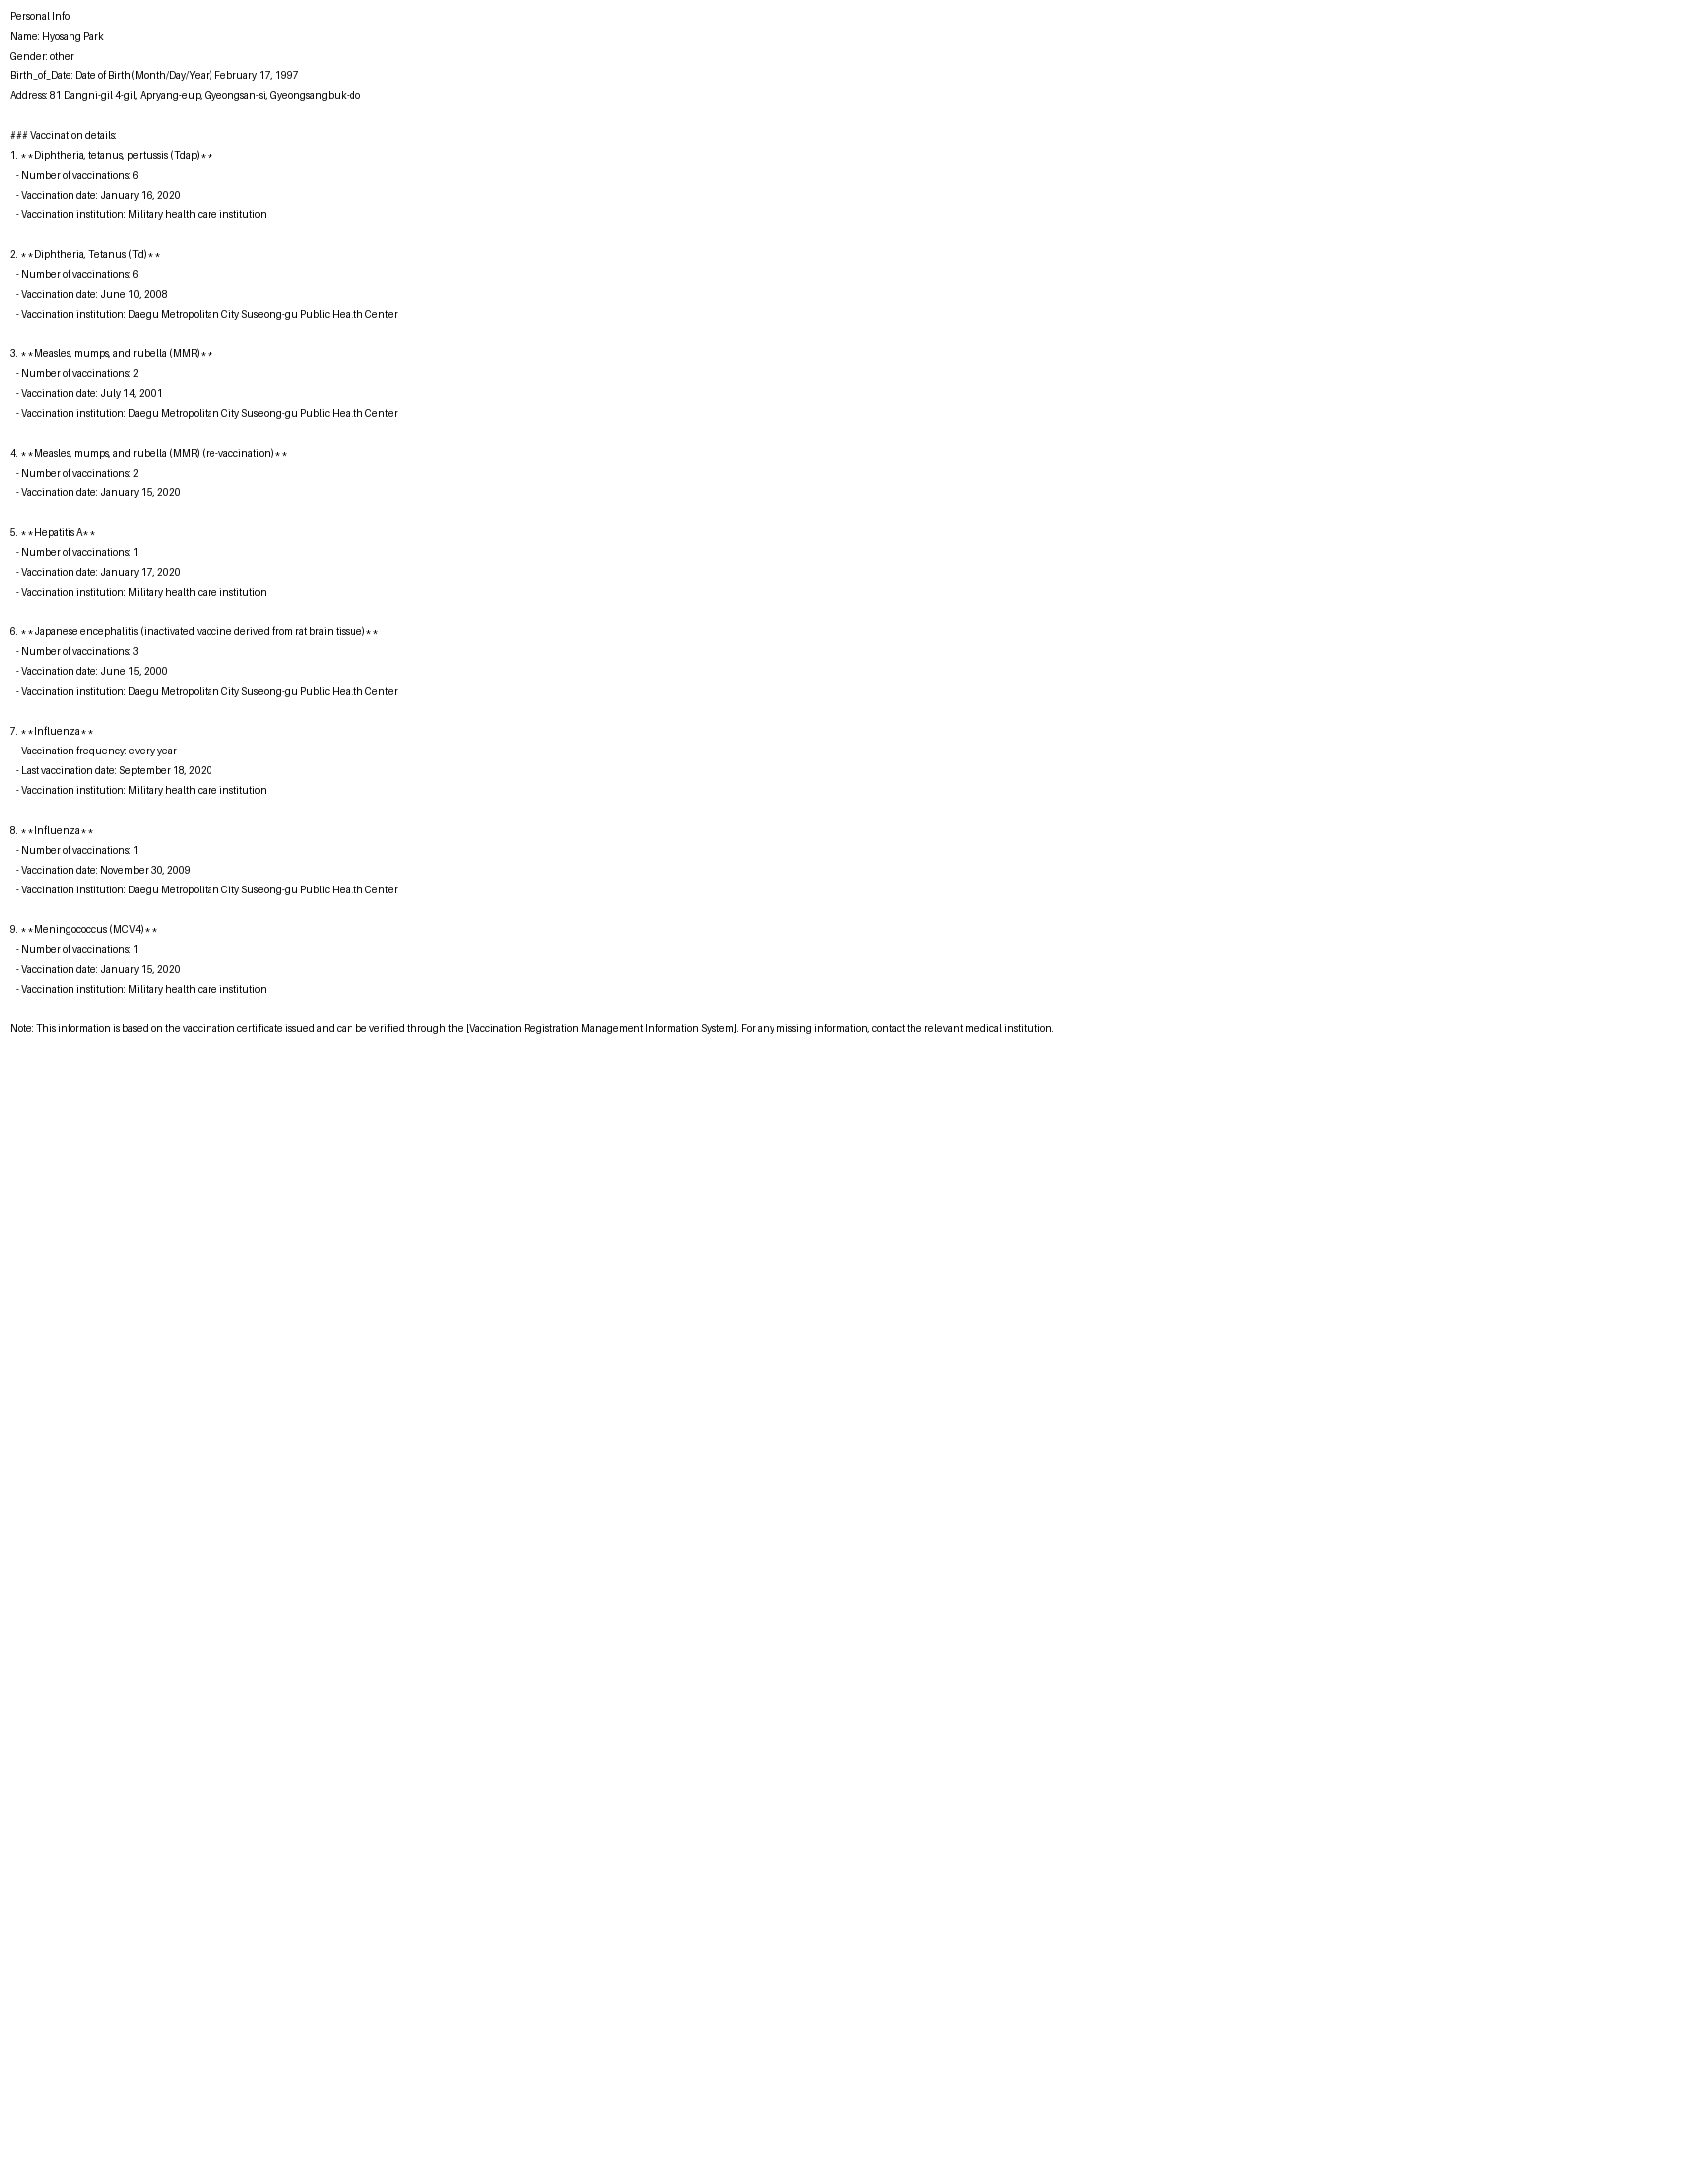 Personal Info
Name: Hyosang Park
Gender: other
Birth_of_Date: Date of Birth(Month/Day/Year) February 17, 1997
Address: 81 Dangni-gil 4-gil, Apryang-eup, Gyeongsan-si, Gyeongsangbuk-do
### Vaccination details:
1. **Diphtheria, tetanus, pertussis (Tdap)**
- Number of vaccinations: 6
- Vaccination date: January 16, 2020
- Vaccination institution: Military health care institution
2. **Diphtheria, Tetanus (Td)**
- Number of vaccinations: 6
- Vaccination date: June 10, 2008
- Vaccination institution: Daegu Metropolitan City Suseong-gu Public Health Center
3. **Measles, mumps, and rubella (MMR)**
- Number of vaccinations: 2
- Vaccination date: July 14, 2001
- Vaccination institution: Daegu Metropolitan City Suseong-gu Public Health Center
4. **Measles, mumps, and rubella (MMR) (re-vaccination)**
- Number of vaccinations: 2
- Vaccination date: January 15, 2020
5. **Hepatitis A**
- Number of vaccinations: 1
- Vaccination date: January 17, 2020
- Vaccination institution: Military health care institution
6. **Japanese encephalitis (inactivated vaccine derived from rat brain tissue)**
- Number of vaccinations: 3
- Vaccination date: June 15, 2000
- Vaccination institution: Daegu Metropolitan City Suseong-gu Public Health Center
7. **Influenza**
- Vaccination frequency: every year
- Last vaccination date: September 18, 2020
- Vaccination institution: Military health care institution
8. **Influenza**
- Number of vaccinations: 1
- Vaccination date: November 30, 2009
- Vaccination institution: Daegu Metropolitan City Suseong-gu Public Health Center
9. **Meningococcus (MCV4)**
- Number of vaccinations: 1
- Vaccination date: January 15, 2020
- Vaccination institution: Military health care institution
Note: This information is based on the vaccination certificate issued and can be verified through the [Vaccination Registration Management Information System]. For any missing information, contact the relevant medical institution.